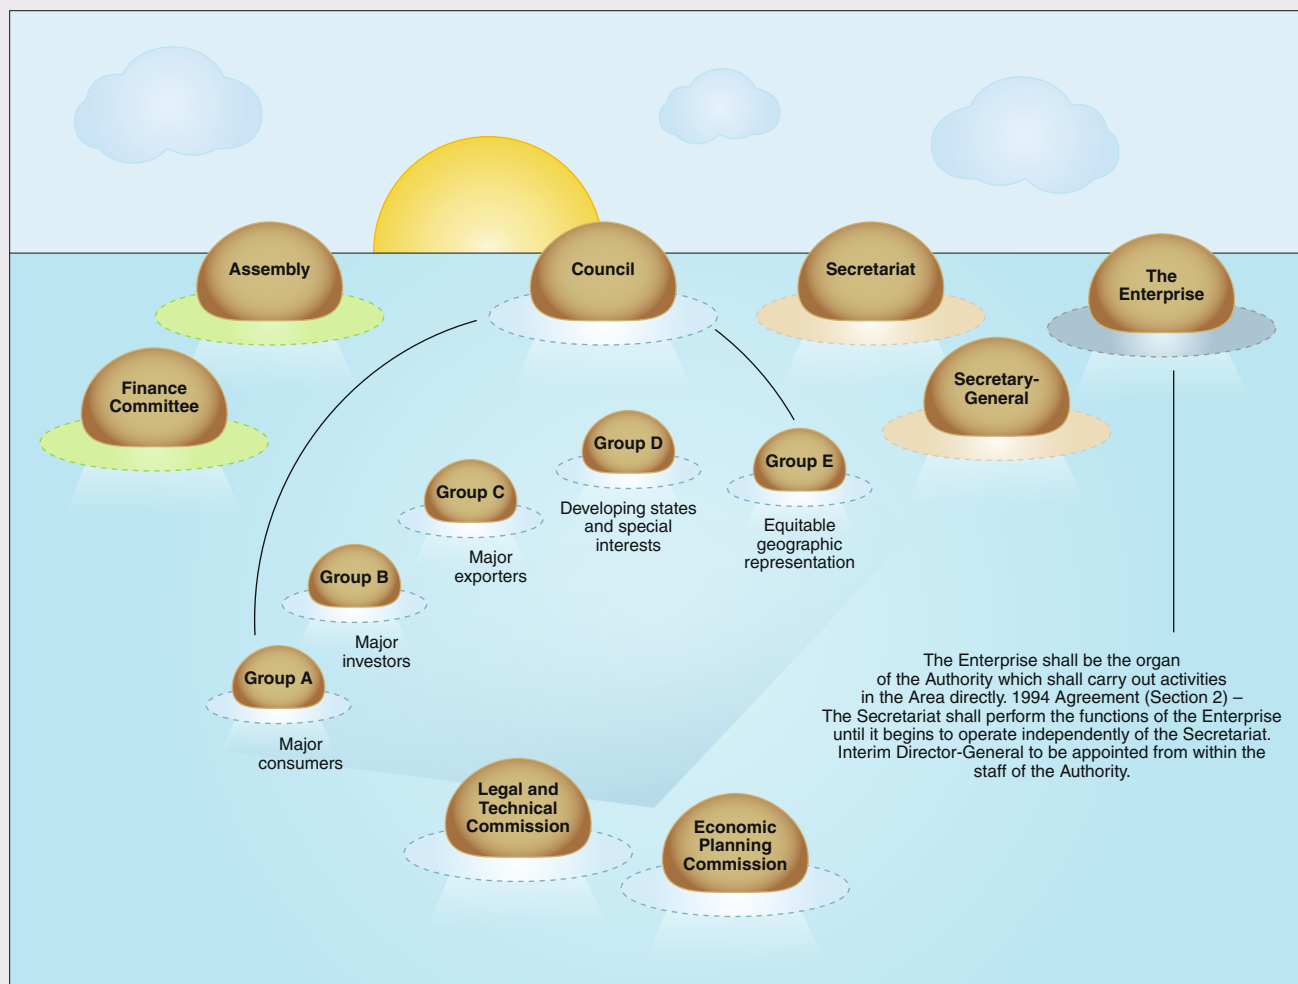 Assembly
Council
Secretariat
The
Enterprise
Finance
Committee
Secretary-
General
Group D
Developing states
and special
interests
Group E
Equitable
geographic
representation
Group C
Major
exporters
Group B
Major
investors
Group A
Major
consumers
The Enterprise shall be the organ
of the Authority which shall carry out activities
in the Area directly. 1994 Agreement (Section 2) –
The Secretariat shall perform the functions of the Enterprise
until it begins to operate independently of the Secretariat.
Interim Director-General to be appointed from within the
staff of the Authority.
Legal and
Technical
Commission
Economic
Planning
Commission